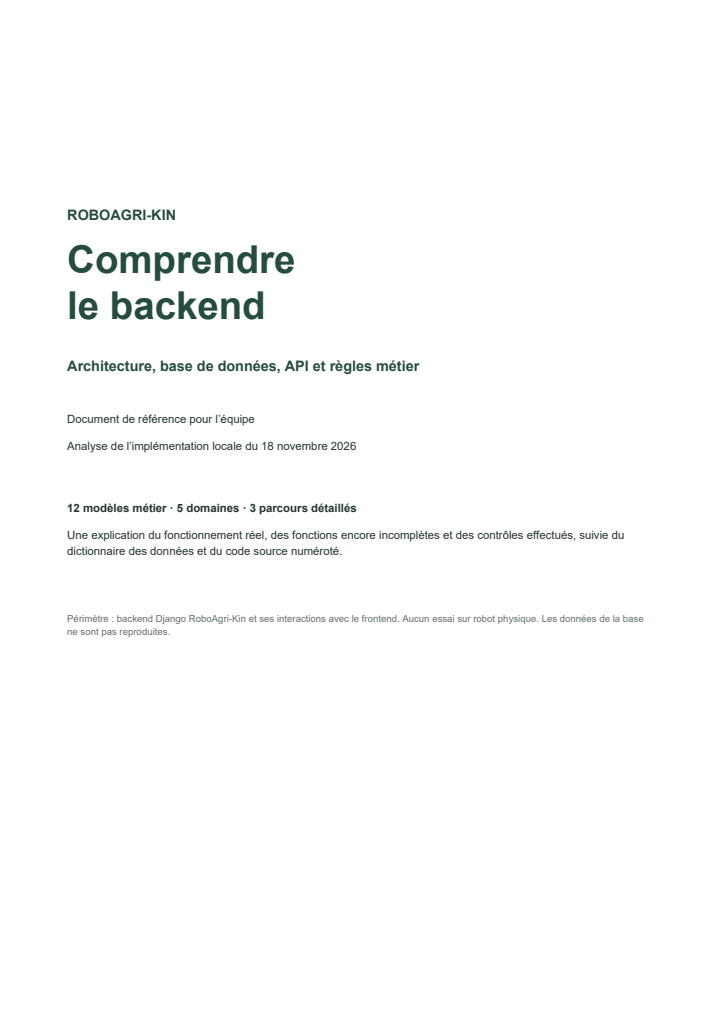 ROBOAGRI-KIN
Comprendre
le backend
Architecture, base de données, API et règles métier
Document de référence pour l’équipe
Analyse de l’implémentation locale du 18 novembre 2026
12 modèles métier · 5 domaines · 3 parcours détaillés
Une explication du fonctionnement réel, des fonctions encore incomplètes et des contrôles effectués, suivie du
dictionnaire des données et du code source numéroté.
Périmètre : backend Django RoboAgri-Kin et ses interactions avec le frontend. Aucun essai sur robot physique. Les données de la base
ne sont pas reproduites.